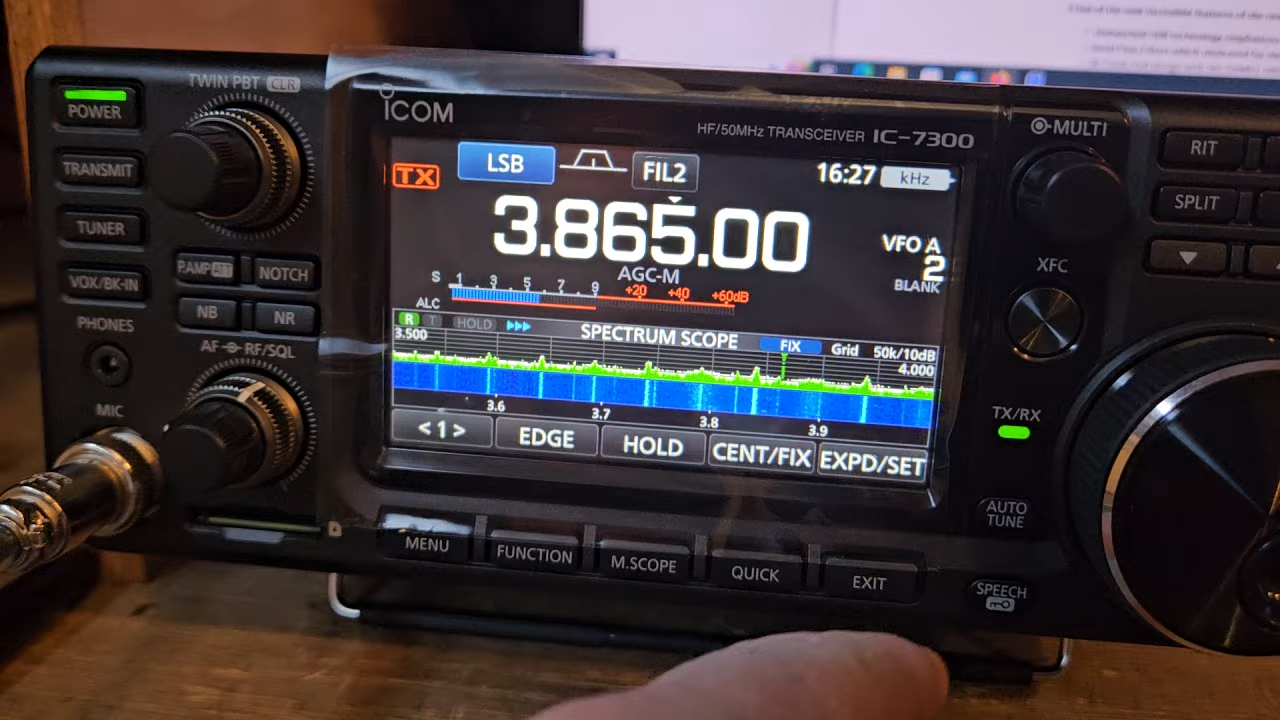 POWER
TWIN PBT CLR
ICOM
HF/50MHz TRANSCEIVER IC-7300
MULTI
TRANSMIT
TUNER
VOX/BK-IN
P.AMP ATT
NOTCH
NB
NR
PHONES
AF RF/SQL
MIC
TX
LSB
FIL2
16:27
kHz
3.865.00
VFO A
2
BLANK
AGC-M
S 1 3 5 7 9 +20 +40 +60dB
ALC
R T HOLD
SPECTRUM SCOPE
FIX
Grid
50k/10dB
3.500
4.000
3.6 3.7 3.8 3.9
<1>
EDGE
HOLD
CENT/FIX
EXPD/SET
RIT
SPLIT
XFC
TX/RX
AUTO
TUNE
SPEECH
MENU
FUNCTION
M.SCOPE
QUICK
EXIT